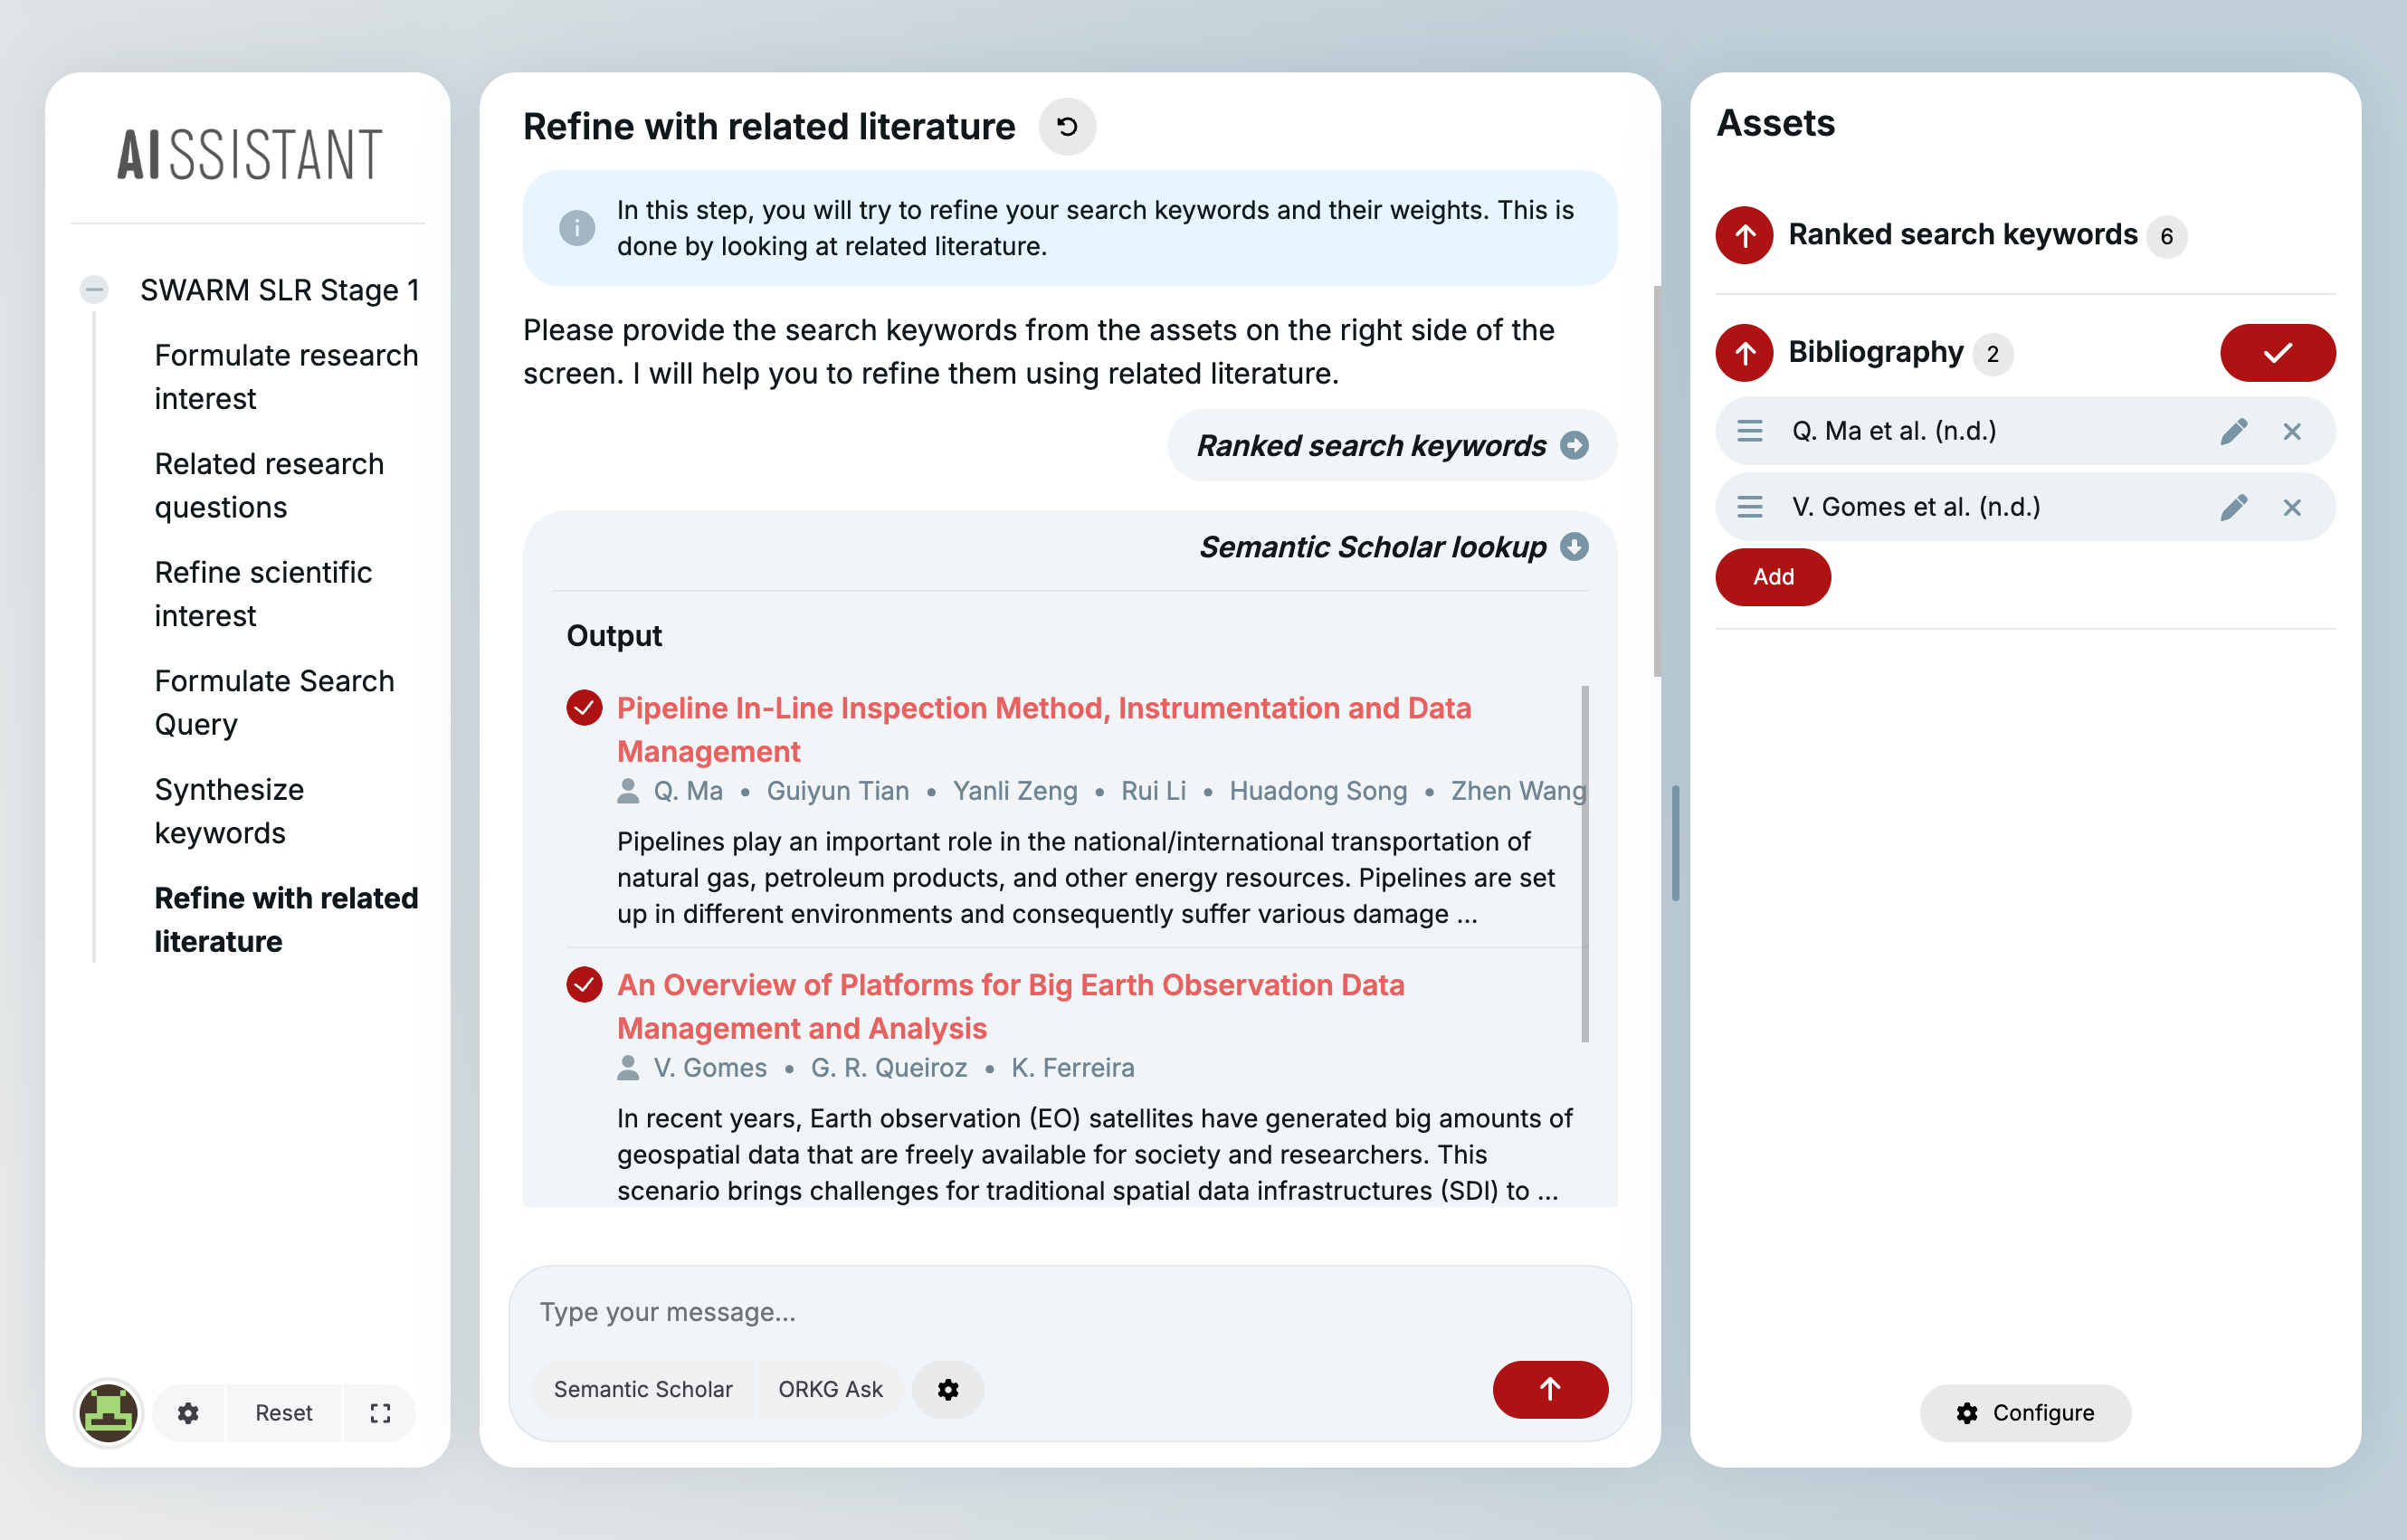 AISSISTANT
SWARM SLR Stage 1
Formulate research
interest
Related research
questions
Refine scientific
interest
Formulate Search
Query
Synthesize
keywords
Refine with related
literature
Reset
Refine with related literature
In this step, you will try to refine your search keywords and their weights. This is
done by looking at related literature.
Please provide the search keywords from the assets on the right side of the
screen. I will help you to refine them using related literature.
Ranked search keywords
Semantic Scholar lookup
Output
Pipeline In-Line Inspection Method, Instrumentation and Data
Management
Q. Ma • Guiyun Tian • Yanli Zeng • Rui Li • Huadong Song • Zhen Wang
Pipelines play an important role in the national/international transportation of
natural gas, petroleum products, and other energy resources. Pipelines are set
up in different environments and consequently suffer various damage ...
An Overview of Platforms for Big Earth Observation Data
Management and Analysis
V. Gomes • G. R. Queiroz • K. Ferreira
In recent years, Earth observation (EO) satellites have generated big amounts of
geospatial data that are freely available for society and researchers. This
scenario brings challenges for traditional spatial data infrastructures (SDI) to ...
Type your message...
Semantic Scholar
ORKG Ask
Assets
Ranked search keywords 6
Bibliography 2
Q. Ma et al. (n.d.)
V. Gomes et al. (n.d.)
Add
Configure